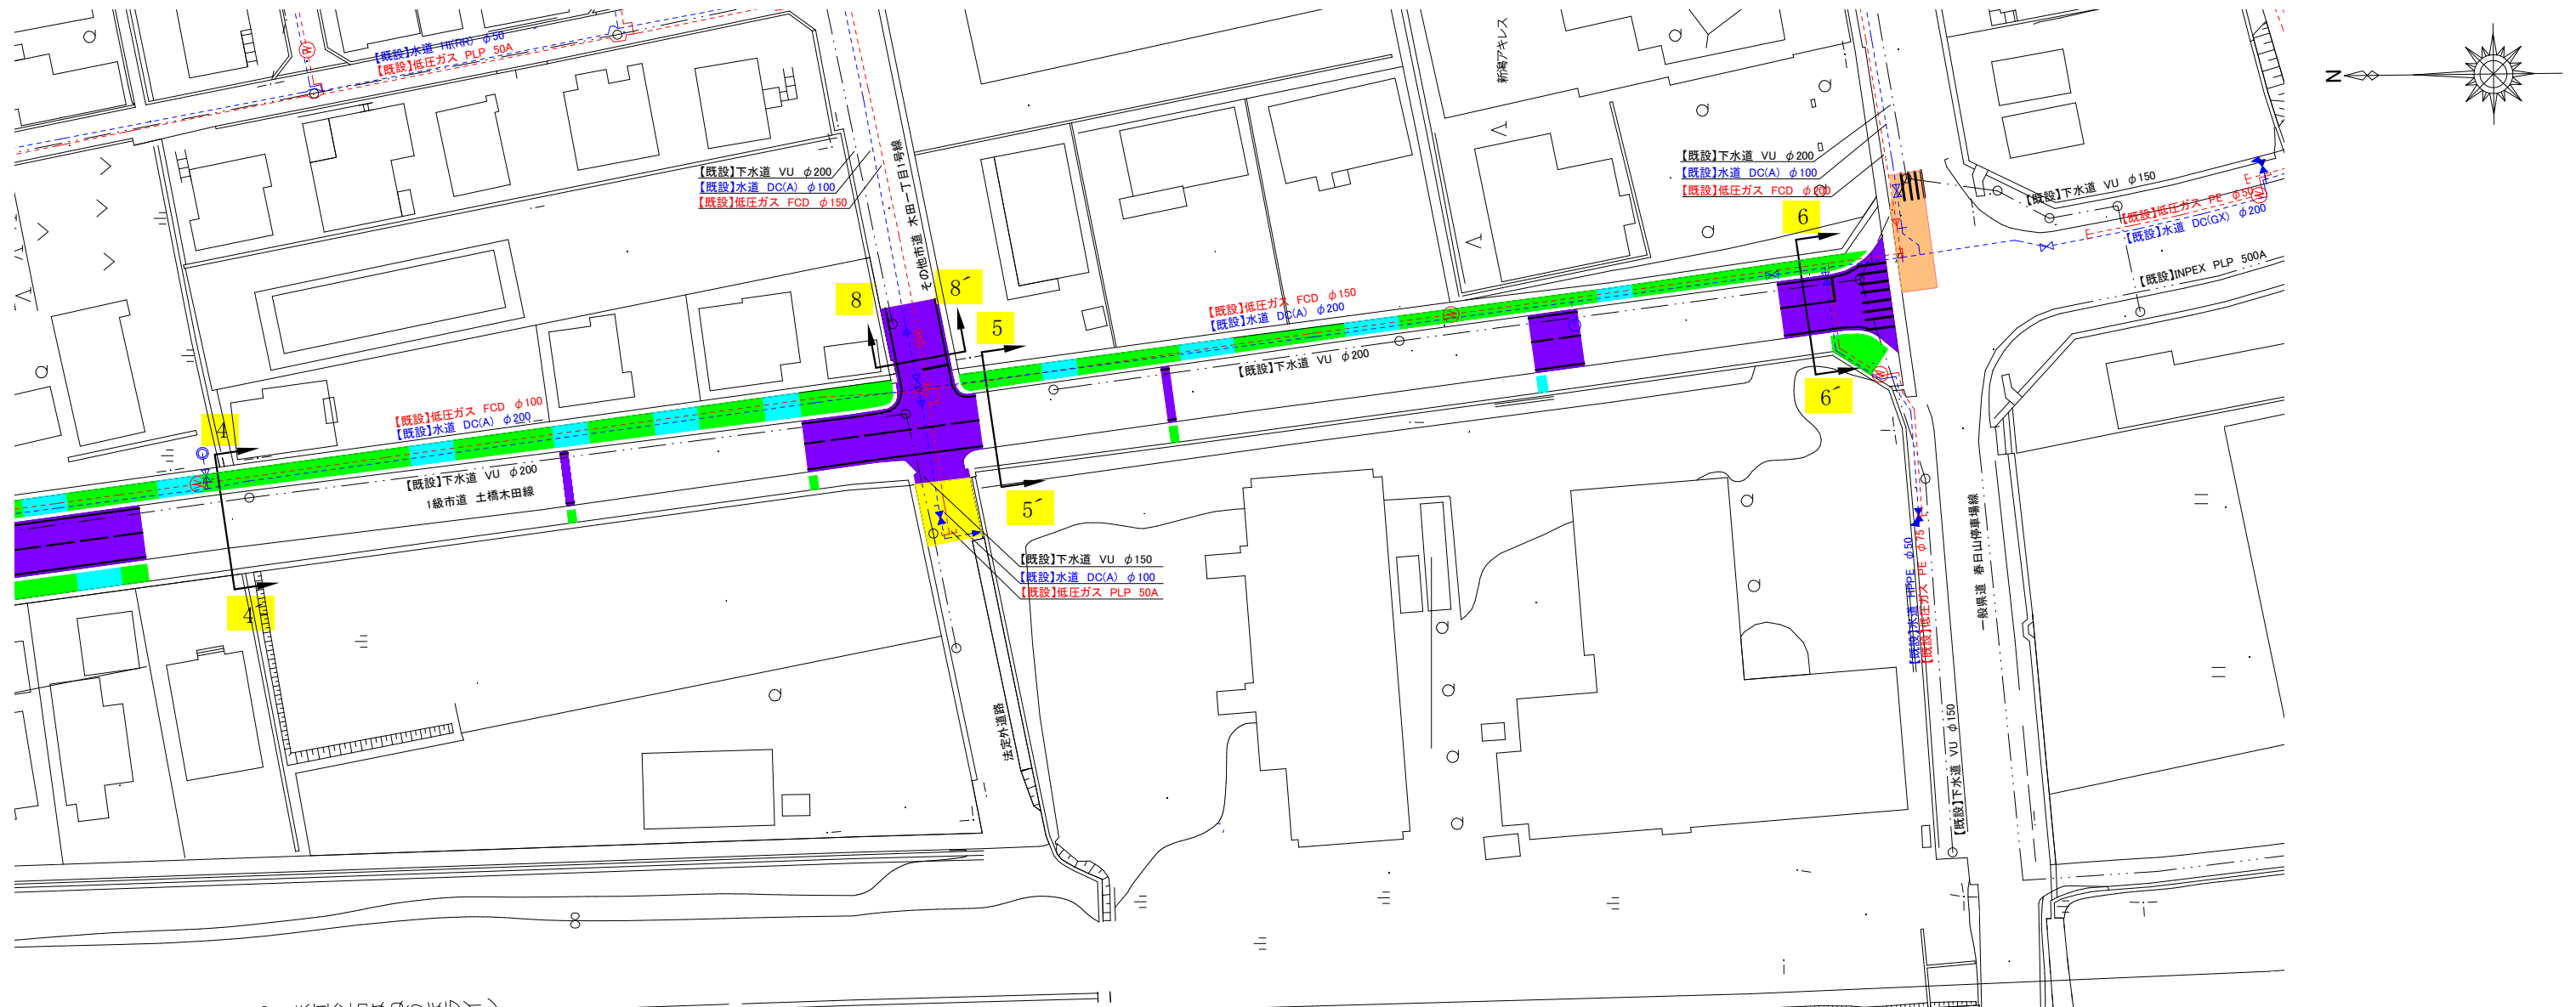 【既設】水道 HI(RR) φ50
【既設】低圧ガス PLP 50A
新潟アキレス
N
その他市道 木田一丁目1号線
【既設】下水道 VU φ200
【既設】水道 DC(A) φ100
【既設】低圧ガス FCD φ150
【既設】下水道 VU φ200
【既設】水道 DC(A) φ100
【既設】低圧ガス FCD φ200
【既設】下水道 VU φ150
【既設】低圧ガス PE φ50
【既設】水道 DC(GX) φ200
【既設】INPEX PLP 500A
6
8
8´
5
【既設】低圧ガス FCD φ150
【既設】水道 DC(A) φ200
【既設】下水道 VU φ200
6´
4
【既設】低圧ガス FCD φ100
【既設】水道 DC(A) φ200
【既設】下水道 VU φ200
1級市道 土橋木田線
5´
4´
【既設】下水道 VU φ150
【既設】水道 DC(A) φ100
【既設】低圧ガス PLP 50A
【既設】水道 HPPE φ50
【既設】低圧ガス PE φ75
一般県道 春日山停車場線
法定外道路
【既設】下水道 VU φ150